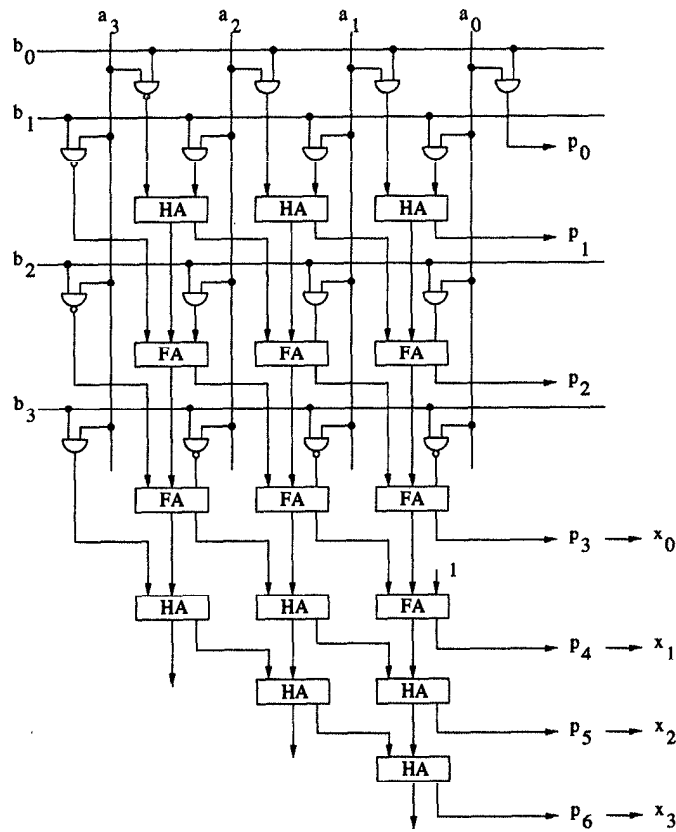 a3 a2 a1 a0
b0
b1
p0
HA HA HA
p1
b2
FA FA FA
p2
b3
FA FA FA
p3 x0
1
HA HA FA
p4 x1
HA HA
p5 x2
HA
p6 x3